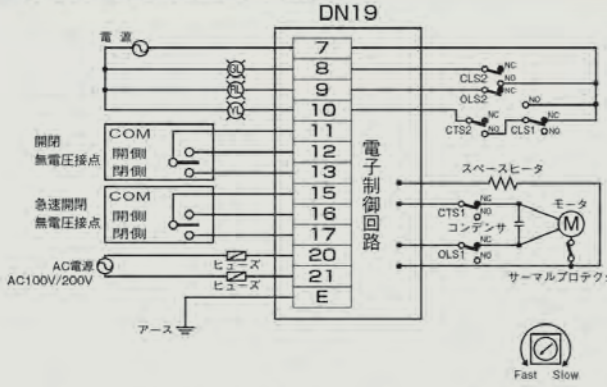 DN19
電 源
7
GL
8
RL
9
YL
10
CLS2
NC
NO
OLS2
NC
NO
NO
CTS2
NC
NO
CLS1
NC
NO
開閉
無電圧接点
COM
開側
閉側
11
12
13
急速開閉
無電圧接点
COM
開側
閉側
15
16
17
AC電源
AC100V/200V
ヒューズ
ヒューズ
20
21
E
アース
電子制御回路
スペースヒータ
CTS1
NC
NO
コンデンサ
モータ
M
OLS1
NC
NO
サーマルプロテクタ
Fast Slow